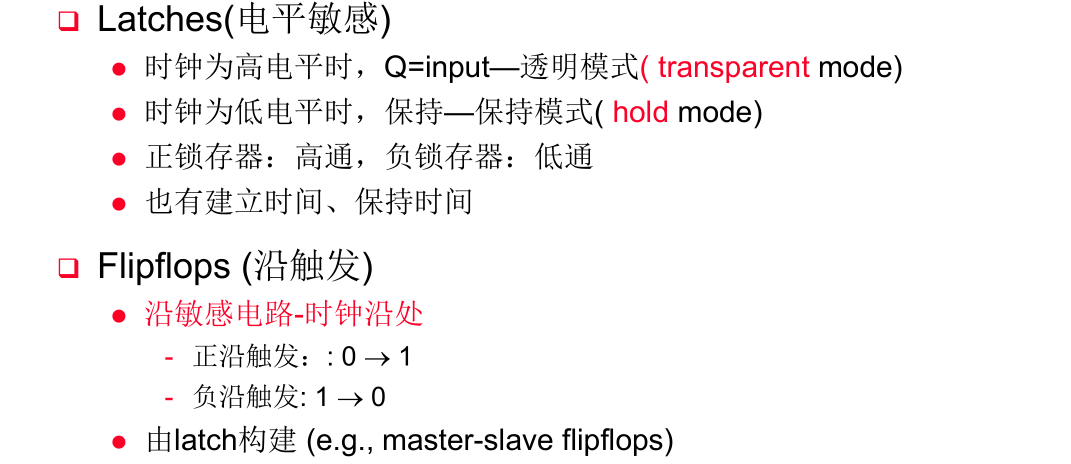 Latches(电平敏感)
时钟为高电平时，Q=input—透明模式( transparent mode)
时钟为低电平时，保持—保持模式( hold mode)
正锁存器：高通，负锁存器：低通
也有建立时间、保持时间
Flipflops (沿触发)
沿敏感电路-时钟沿处
- 正沿触发：: 0 → 1
- 负沿触发: 1 → 0
由latch构建 (e.g., master-slave flipflops)